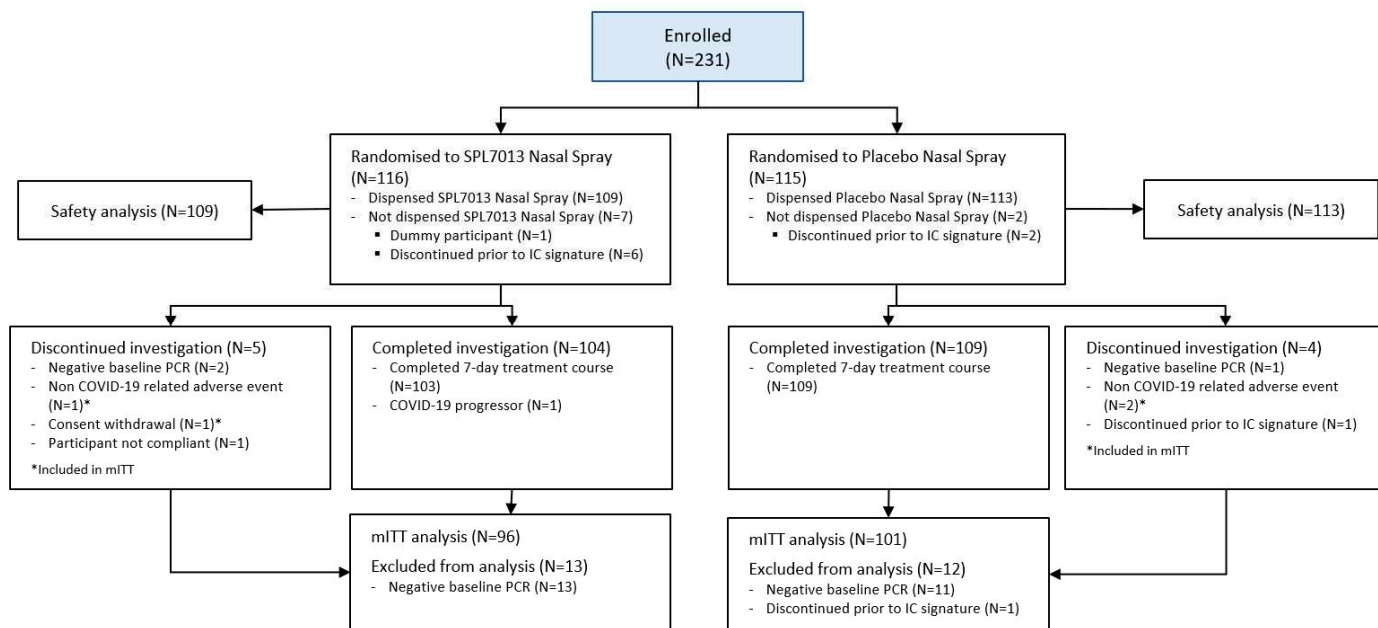 Enrolled
(N=231)
Randomised to SPL7013 Nasal Spray
(N=116)
- Dispensed SPL7013 Nasal Spray (N=109)
- Not dispensed SPL7013 Nasal Spray (N=7)
▪ Dummy participant (N=1)
▪ Discontinued prior to IC signature (N=6)
Randomised to Placebo Nasal Spray
(N=115)
- Dispensed Placebo Nasal Spray (N=113)
- Not dispensed Placebo Nasal Spray (N=2)
▪ Discontinued prior to IC signature (N=2)
Safety analysis (N=109)
Safety analysis (N=113)
Discontinued investigation (N=5)
- Negative baseline PCR (N=2)
- Non COVID-19 related adverse event
(N=1)*
- Consent withdrawal (N=1)*
- Participant not compliant (N=1)
*Included in mITT
Completed investigation (N=104)
- Completed 7-day treatment course
(N=103)
- COVID-19 progressor (N=1)
Completed investigation (N=109)
- Completed 7-day treatment course
(N=109)
Discontinued investigation (N=4)
- Negative baseline PCR (N=1)
- Non COVID-19 related adverse event
(N=2)*
- Discontinued prior to IC signature (N=1)
*Included in mITT
mITT analysis (N=96)
Excluded from analysis (N=13)
- Negative baseline PCR (N=13)
mITT analysis (N=101)
Excluded from analysis (N=12)
- Negative baseline PCR (N=11)
- Discontinued prior to IC signature (N=1)